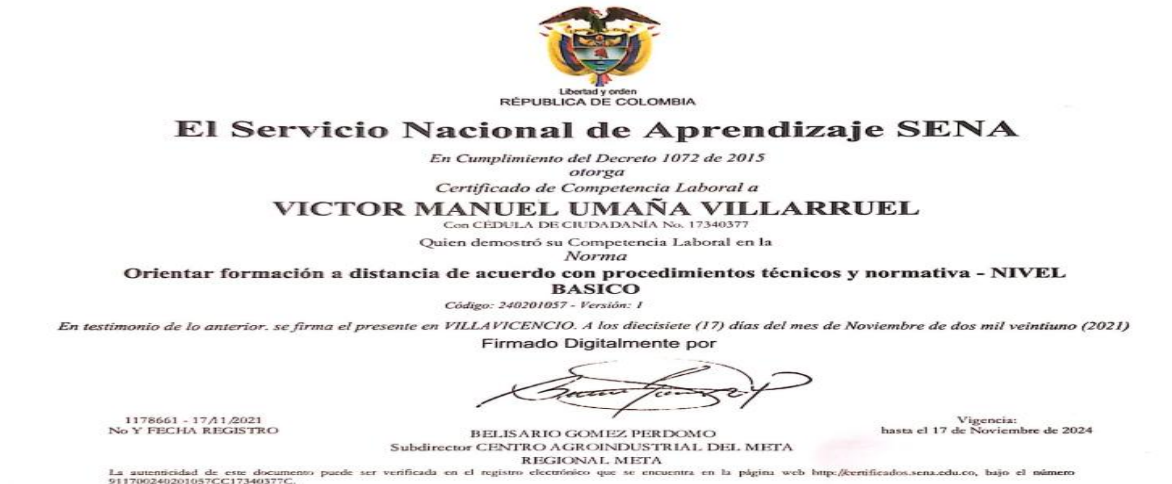 Libertad y orden
RÉPUBLICA DE COLOMBIA
El Servicio Nacional de Aprendizaje SENA
En Cumplimiento del Decreto 1072 de 2015
otorga
Certificado de Competencia Laboral a
VICTOR MANUEL UMAÑA VILLARRUEL
Con CÉDULA DE CIUDADANÍA No. 17340377
Quien demostró su Competencia Laboral en la
Norma
Orientar formación a distancia de acuerdo con procedimientos técnicos y normativa - NIVEL
BASICO
Código: 240201057 - Versión: 1
En testimonio de lo anterior. se firma el presente en VILLAVICENCIO. A los diecisiete (17) días del mes de Noviembre de dos mil veintiuno (2021)
Firmado Digitalmente por
1178661 - 17/11/2021
No Y FECHA REGISTRO
BELISARIO GOMEZ PERDOMO
Subdirector CENTRO AGROINDUSTRIAL DEL META
REGIONAL META
Vigencia:
hasta el 17 de Noviembre de 2024
La autenticidad de este documento puede ser verificada en el registro electrónico que se encuentra en la página web http://certificados.sena.edu.co, bajo el número
911700240201057CC17340377C.